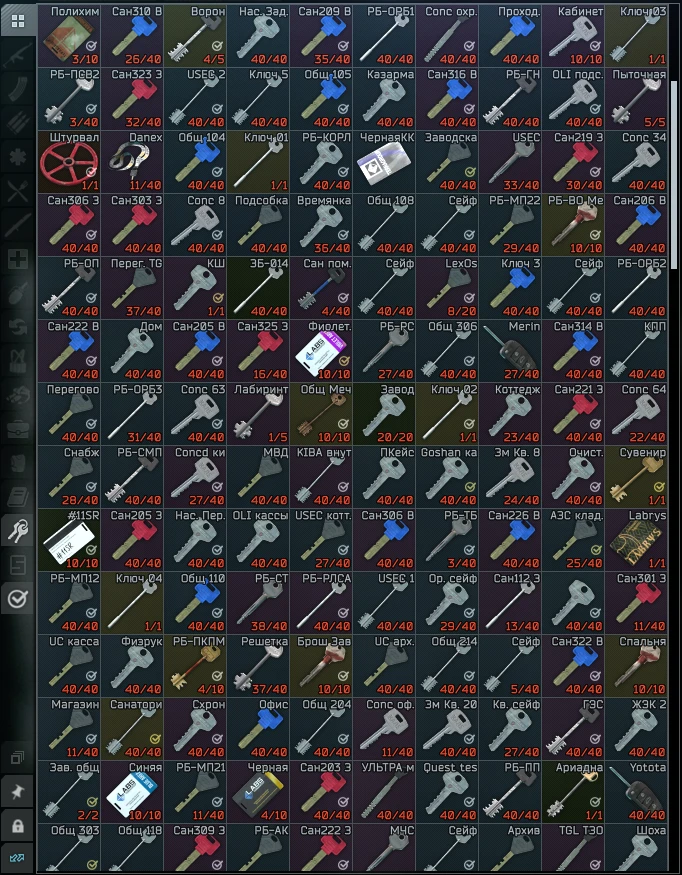 Полихим Сан310 В Ворон Нас. Зад. Сан209 В РБ-ОРБ1 Conc охр. Проход. Кабинет Ключ 03
3/10 26/40 4/5 40/40 35/40 40/40 40/40 40/40 10/10 1/1
РБ-ПСВ2 Сан323 З USEC 2 Ключ 5 Общ 105 Казарма Сан316 В РБ-ГН OLI подс. Пыточная
3/40 32/40 40/40 40/40 40/40 40/40 40/40 40/40 40/40 5/5
Штурвал Danex Общ 104 Ключ 01 РБ-КОРЛ ЧернаяКК Заводска USEC Сан219 З Conc 34
1/1 11/40 40/40 1/1 40/40 40/40 33/40 30/40 40/40
Сан306 З Сан303 З Conc 8 Подсобка Времянка Общ 108 Сейф РБ-МП22 РБ-ВО Ме Сан206 В
40/40 40/40 40/40 40/40 36/40 40/40 40/40 29/40 10/10 40/40
РБ-ОП Перег. TG КШ ЗБ-014 Сан пом. Сейф LexOs Ключ 3 Сейф РБ-ОРБ2
40/40 37/40 1/1 40/40 4/40 40/40 8/20 40/40 40/40 40/40
Сан222 В Дом Сан205 В Сан325 З Фиолет. РБ-РС Общ 306 Merin Сан314 В КПП
40/40 40/40 40/40 16/40 LABS 10/10 27/40 40/40 27/40 40/40 40/40
Перегово РБ-ОРБ3 Conc 63 Лабиринт Общ Меч Завод Ключ 02 Коттедж Сан221 З Conc 64
40/40 31/40 40/40 1/5 10/10 20/20 1/1 23/40 40/40 22/40
Снабж РБ-СМП Concd ки МВД KIBA внут ПКейс Goshan ка Зм Кв. 8 Очист. Сувенир
28/40 40/40 27/40 40/40 40/40 40/40 40/40 24/40 40/40 1/1
#11SR Сан205 З Нас. Пер. OLI кассы USEC котт. Сан306 В РБ-ТБ Сан226 В АЗС клад. Labrys
#11SR 10/10 40/40 40/40 40/40 27/40 40/40 3/40 40/40 25/40 LABRYS 1/1
РБ-МП12 Ключ 04 Общ 110 РБ-СТ РБ-РЛСА USEC 1 Ор. сейф Сан112 З Эк. Сан301 З
40/40 1/1 40/40 38/40 40/40 40/40 29/40 13/40 40/40 11/40
UC касса Физрук РБ-ПКПМ Решетка Брош Зав UC арх. Общ 214 Сейф Сан322 В Спальня
40/40 40/40 4/10 37/40 10/10 40/40 40/40 5/40 40/40 10/10
Магазин Санатори Схрон Офис Общ 204 Conc оф. Зм Кв. 20 Кв. сейф ГЭС ЖЭК 2
11/40 40/40 40/40 40/40 40/40 11/40 40/40 27/40 40/40 40/40
Зав. общ Синяя РБ-МП21 Черная Сан203 З УЛЬТРА м Quest tes РБ-ПП Ариадна Yotota
2/2 LABS 10/10 11/40 LABS 4/10 40/40 40/40 40/40 40/40 1/1 40/40
Общ 303 Общ 118 Сан309 З РБ-АК Сан222 З МЧС Сейф Архив TGL ТЗО Шоха